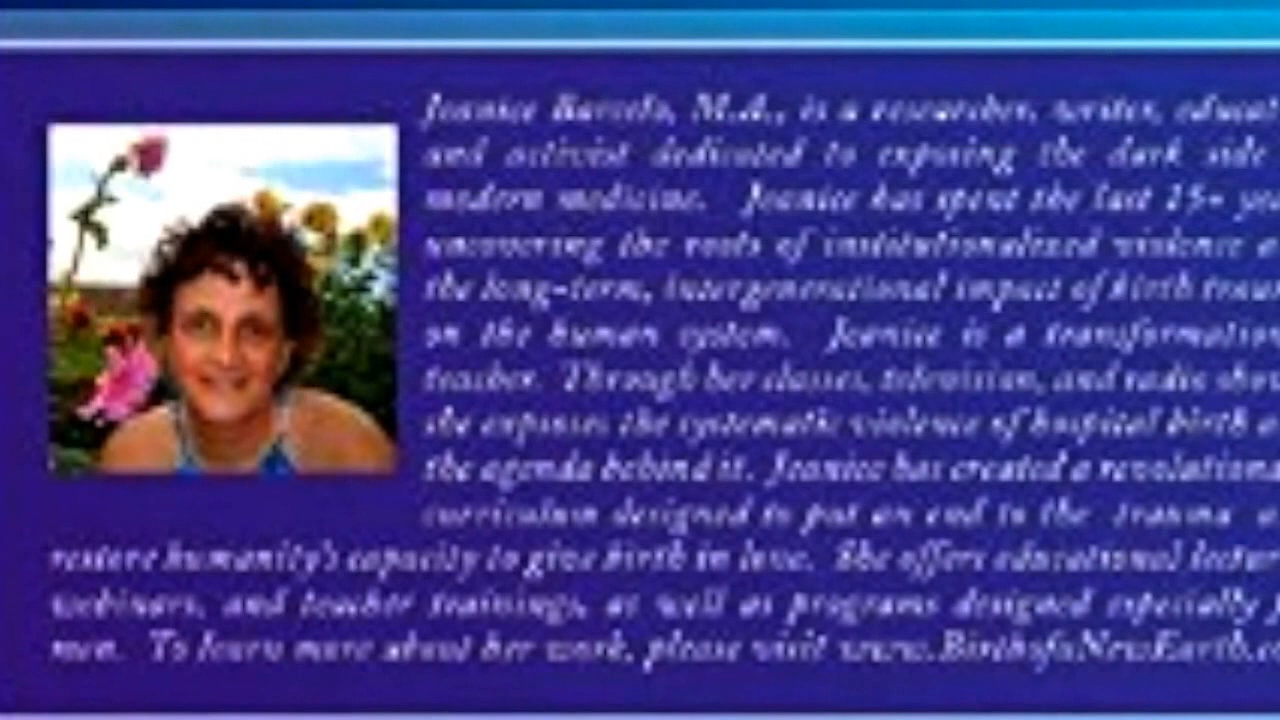 Jeanice Barcelo, M.A., is a researcher, writer, educat
and activist dedicated to exposing the dark side
modern medicine. Jeanice has spent the last 25+ ye
uncovering the roots of institutionalized violence a
the long-term, intergenerational impact of birth trau
on the human system. Jeanice is a transformation
teacher. Through her classes, television, and radio show
she exposes the systematic violence of hospital birth a
the agenda behind it. Jeanice has created a revolutiona
curriculum designed to put an end to the trauma a
restore humanity's capacity to give birth in love. She offers educational lectur
webinars, and teacher trainings, as well as programs designed especially f
men. To learn more about her work, please visit www.BirthofaNewEarth.co